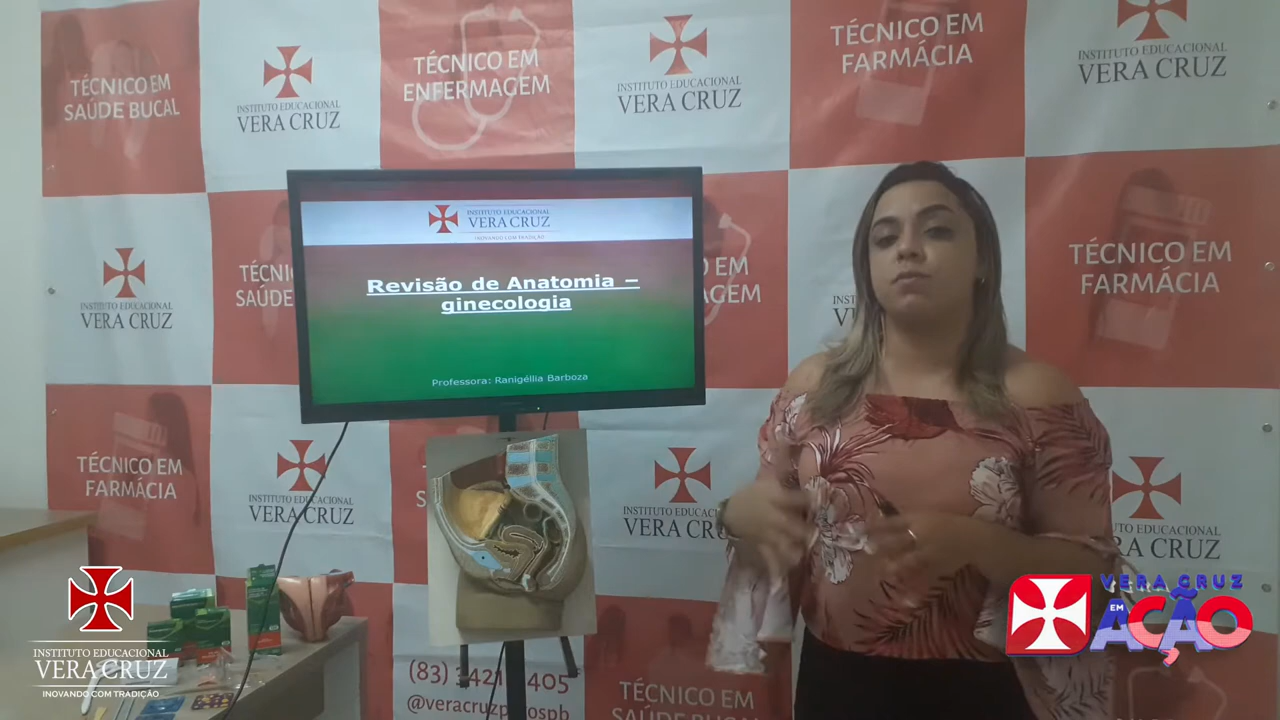 TÉCNICO EM
SAÚDE BUCAL
INSTITUTO EDUCACIONAL
VERA CRUZ
TÉCNICO EM
ENFERMAGEM
INSTITUTO EDUCACIONAL
VERA CRUZ
TÉCNICO EM
FARMÁCIA
INSTITUTO EDUCACIONAL
VERA CRUZ
INSTITUTO EDUCACIONAL
VERA CRUZ
INOVANDO COM TRADIÇÃO
Revisão de Anatomia –
ginecologia
Professora: Ranigéllia Barboza
INSTITUTO EDUCACIONAL
VERA CRUZ
TÉCNICO EM
FARMÁCIA
TÉCNICO EM
FARMÁCIA
INSTITUTO EDUCACIONAL
VERA CRUZ
INSTITUTO EDUCACIONAL
VERA CRUZ
INSTITUTO EDUCACIONAL
VERA CRUZ
INOVANDO COM TRADIÇÃO
(83) 3421
405
TÉCNICO EM
SAÚDE BUCAL
VERA CRUZ
EM
AÇÃO